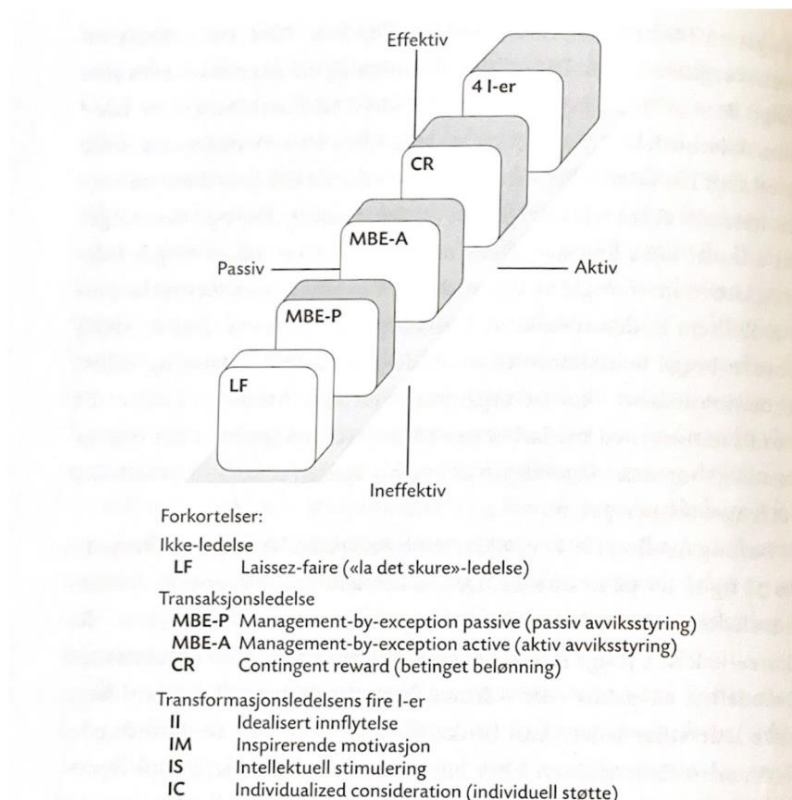 Effektiv
4 I-er
CR
MBE-A
Passiv
Aktiv
MBE-P
LF
Ineffektiv
Forkortelser:
Ikke-ledelse
LF Laissez-faire («la det skure»-ledelse)
Transaksjonsledelse
MBE-P Management-by-exception passive (passiv avviksstyring)
MBE-A Management-by-exception active (aktiv avviksstyring)
CR Contingent reward (betinget belønning)
Transformasjonsledelsens fire I-er
II Idealisert innflytelse
IM Inspirerende motivasjon
IS Intellektuell stimulering
IC Individualized consideration (individuell støtte)